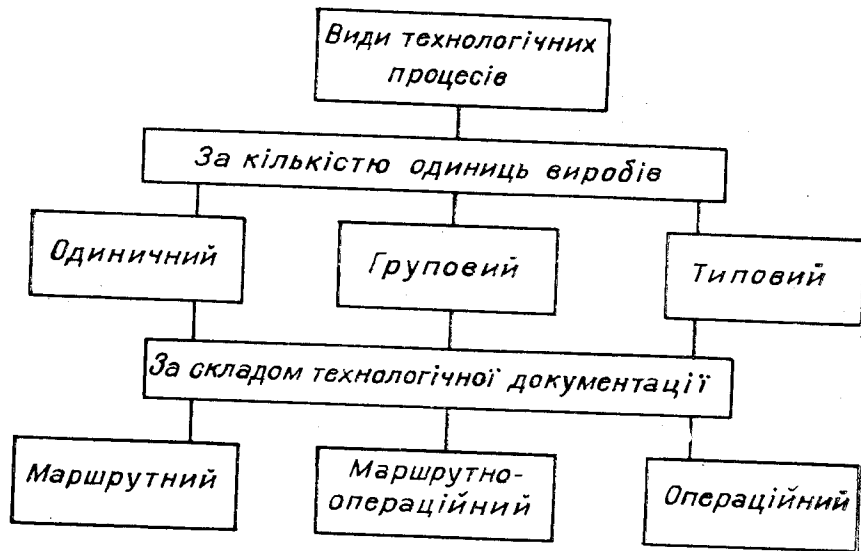 Види технологічних
процесів
За кількістю одиниць виробів
Одиничний
Груповий
Типовий
За складом технологічної документації
Маршрутний
Маршрутно-
операційний
Операційний